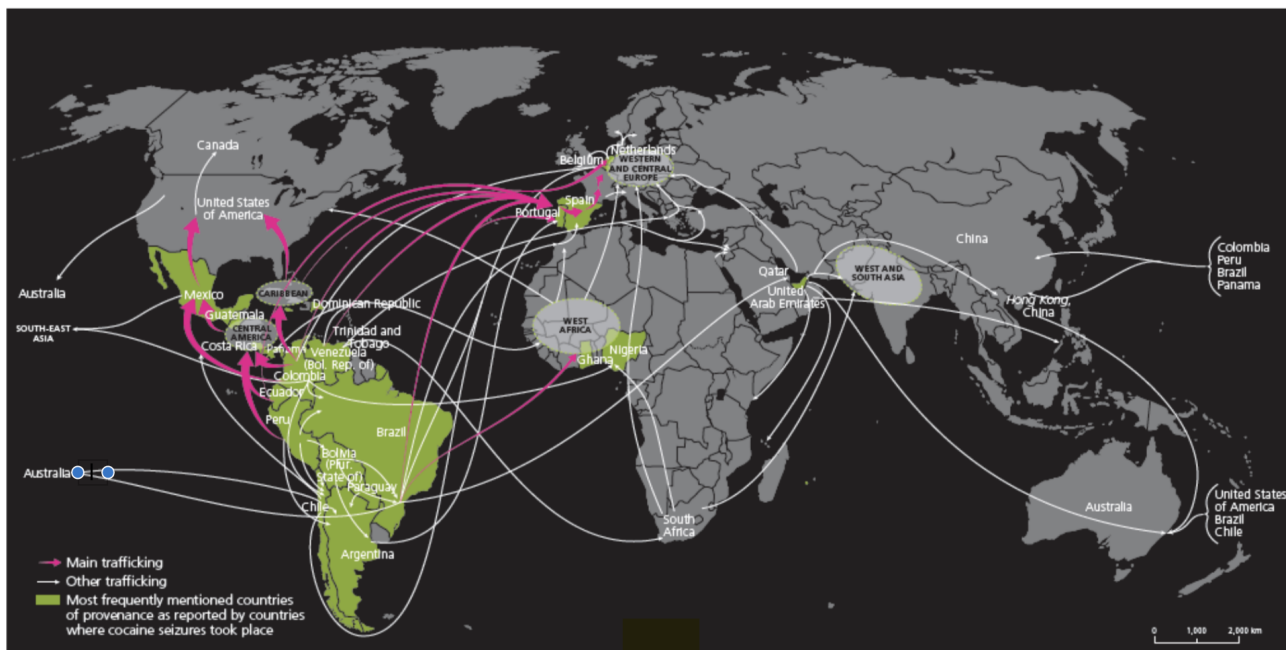 Canada
United States
of America
Australia
SOUTH-EAST
ASIA
Mexico
Guatemala
CENTRAL
AMERICA
Costa Rica
Panama
CARIBBEAN
Dominican Republic
Trinidad and
Tobago
Venezuela
(Bol. Rep. of)
Colombia
Ecuador
Peru
Brazil
Bolivia
(Plur.
State of)
Paraguay
Chile
Argentina
Australia
Belgium
Netherlands
WESTERN
AND CENTRAL
EUROPE
Portugal
Spain
WEST
AFRICA
Ghana
Nigeria
South
Africa
Qatar
United
Arab Emirates
WEST AND
SOUTH ASIA
China
Hong Kong,
China
Colombia
Peru
Brazil
Panama
Australia
United States
of America
Brazil
Chile
Main trafficking
Other trafficking
Most frequently mentioned countries
of provenance as reported by countries
where cocaine seizures took place
0 1,000 2,000 km